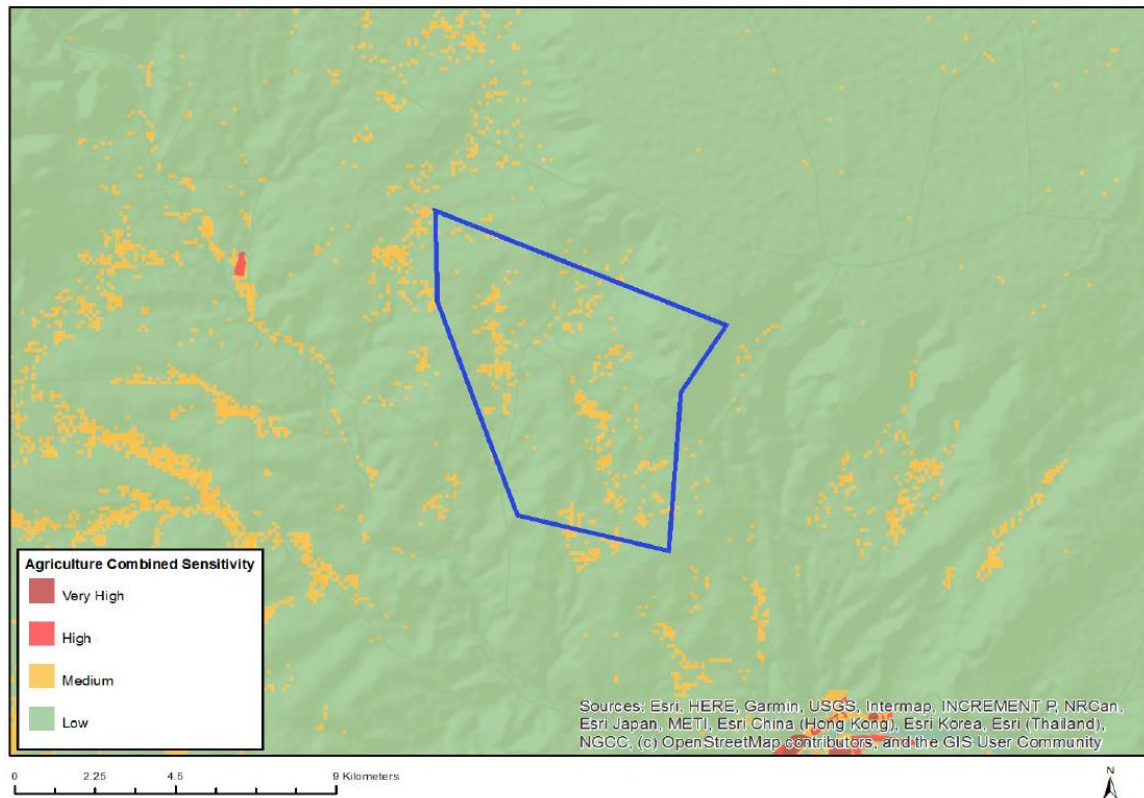 Agriculture Combined Sensitivity
Very High
High
Medium
Low
Sources: Esri, HERE, Garmin, USGS, Intermap, INCREMENT P, NRCan,
Esri Japan, METI, Esri China (Hong Kong), Esri Korea, Esri (Thailand),
NGCC, (c) OpenStreetMap contributors, and the GIS User Community
0 2.25 4.5 9 Kilometers
N